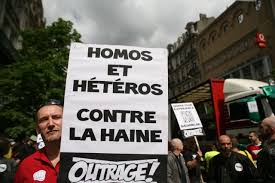 HOMOS
ET
HÉTÉROS
CONTRE
LA HAINE
OUTRAGE!